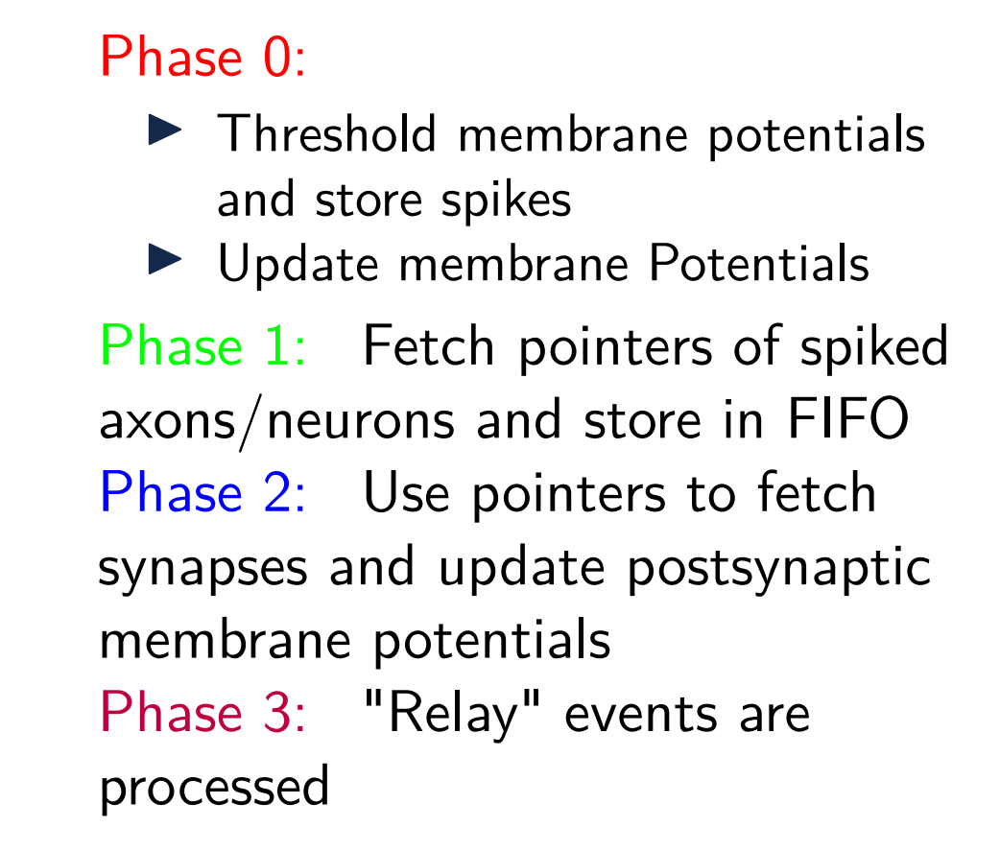 Phase 0:
Threshold membrane potentials
and store spikes
Update membrane Potentials
Phase 1: Fetch pointers of spiked
axons/neurons and store in FIFO
Phase 2: Use pointers to fetch
synapses and update postsynaptic
membrane potentials
Phase 3: "Relay" events are
processed